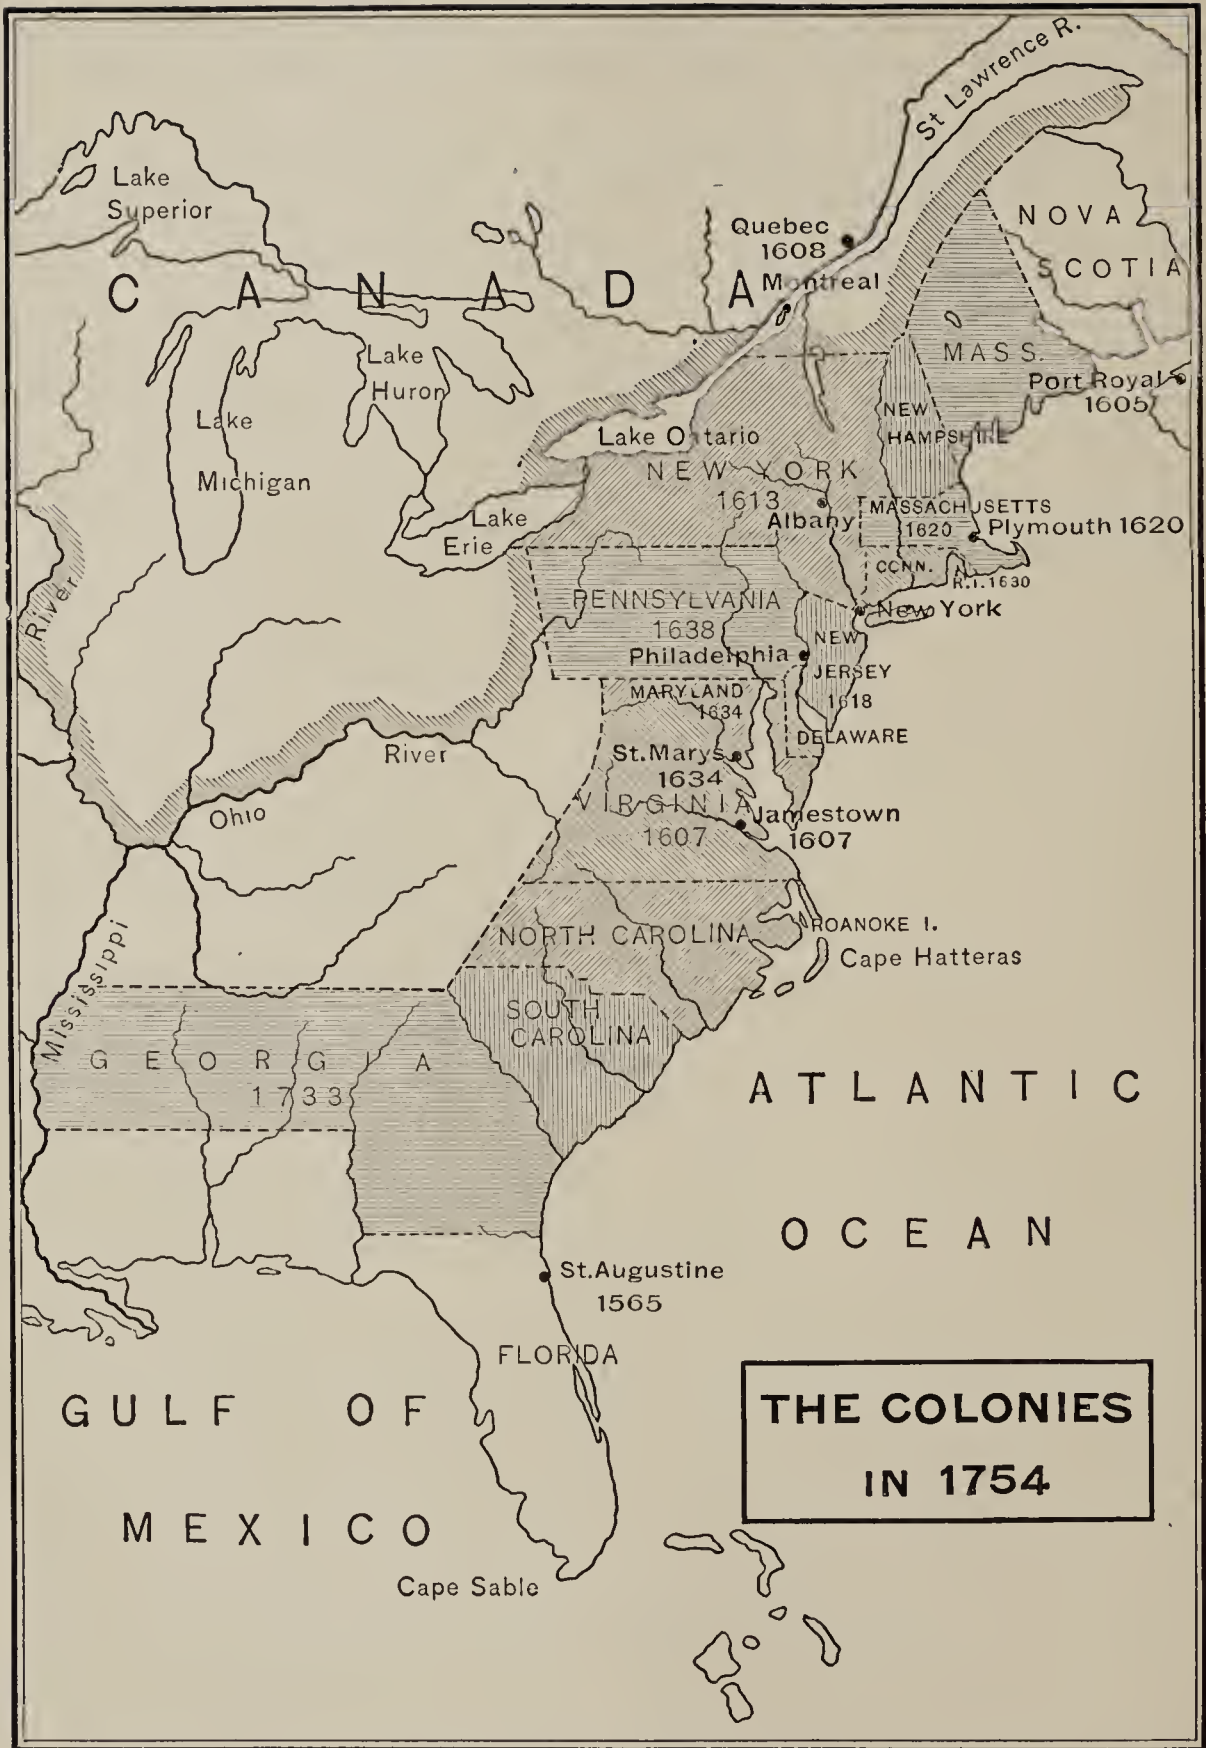 St Lawrence R.
Lake
Superior
NOVA
SCOTIA
Quebec
1608
CANADA
Montreal
MASS.
Lake
Huron
Port Royal
1605
NEW
HAMPSHIRE
Lake
Michigan
Lake Ontario
NEW YORK
1613
Albany
MASSACHUSETTS
1620
Plymouth 1620
Lake
Erie
CONN.
R.I. 1630
New York
River
PENNSYLVANIA
1638
Philadelphia
NEW
JERSEY
1618
MARYLAND
1634
DELAWARE
St. Marys
1634
River
Ohio
VIRGINIA
1607
Jamestown
1607
Mississippi
NORTH CAROLINA
ROANOKE I.
Cape Hatteras
SOUTH
CAROLINA
GEORGIA
1733
ATLANTIC
OCEAN
St. Augustine
1565
FLORIDA
GULF OF
MEXICO
Cape Sable
THE COLONIES
IN 1754